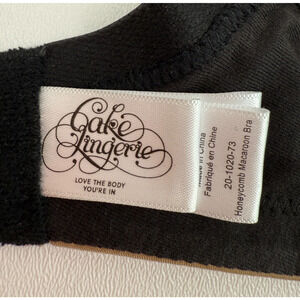 Cake
Lingerie
LOVE THE BODY
YOU'RE IN
Made in China
Fabriqué en Chine
20-1020-73
Honeycomb Macaroon Bra